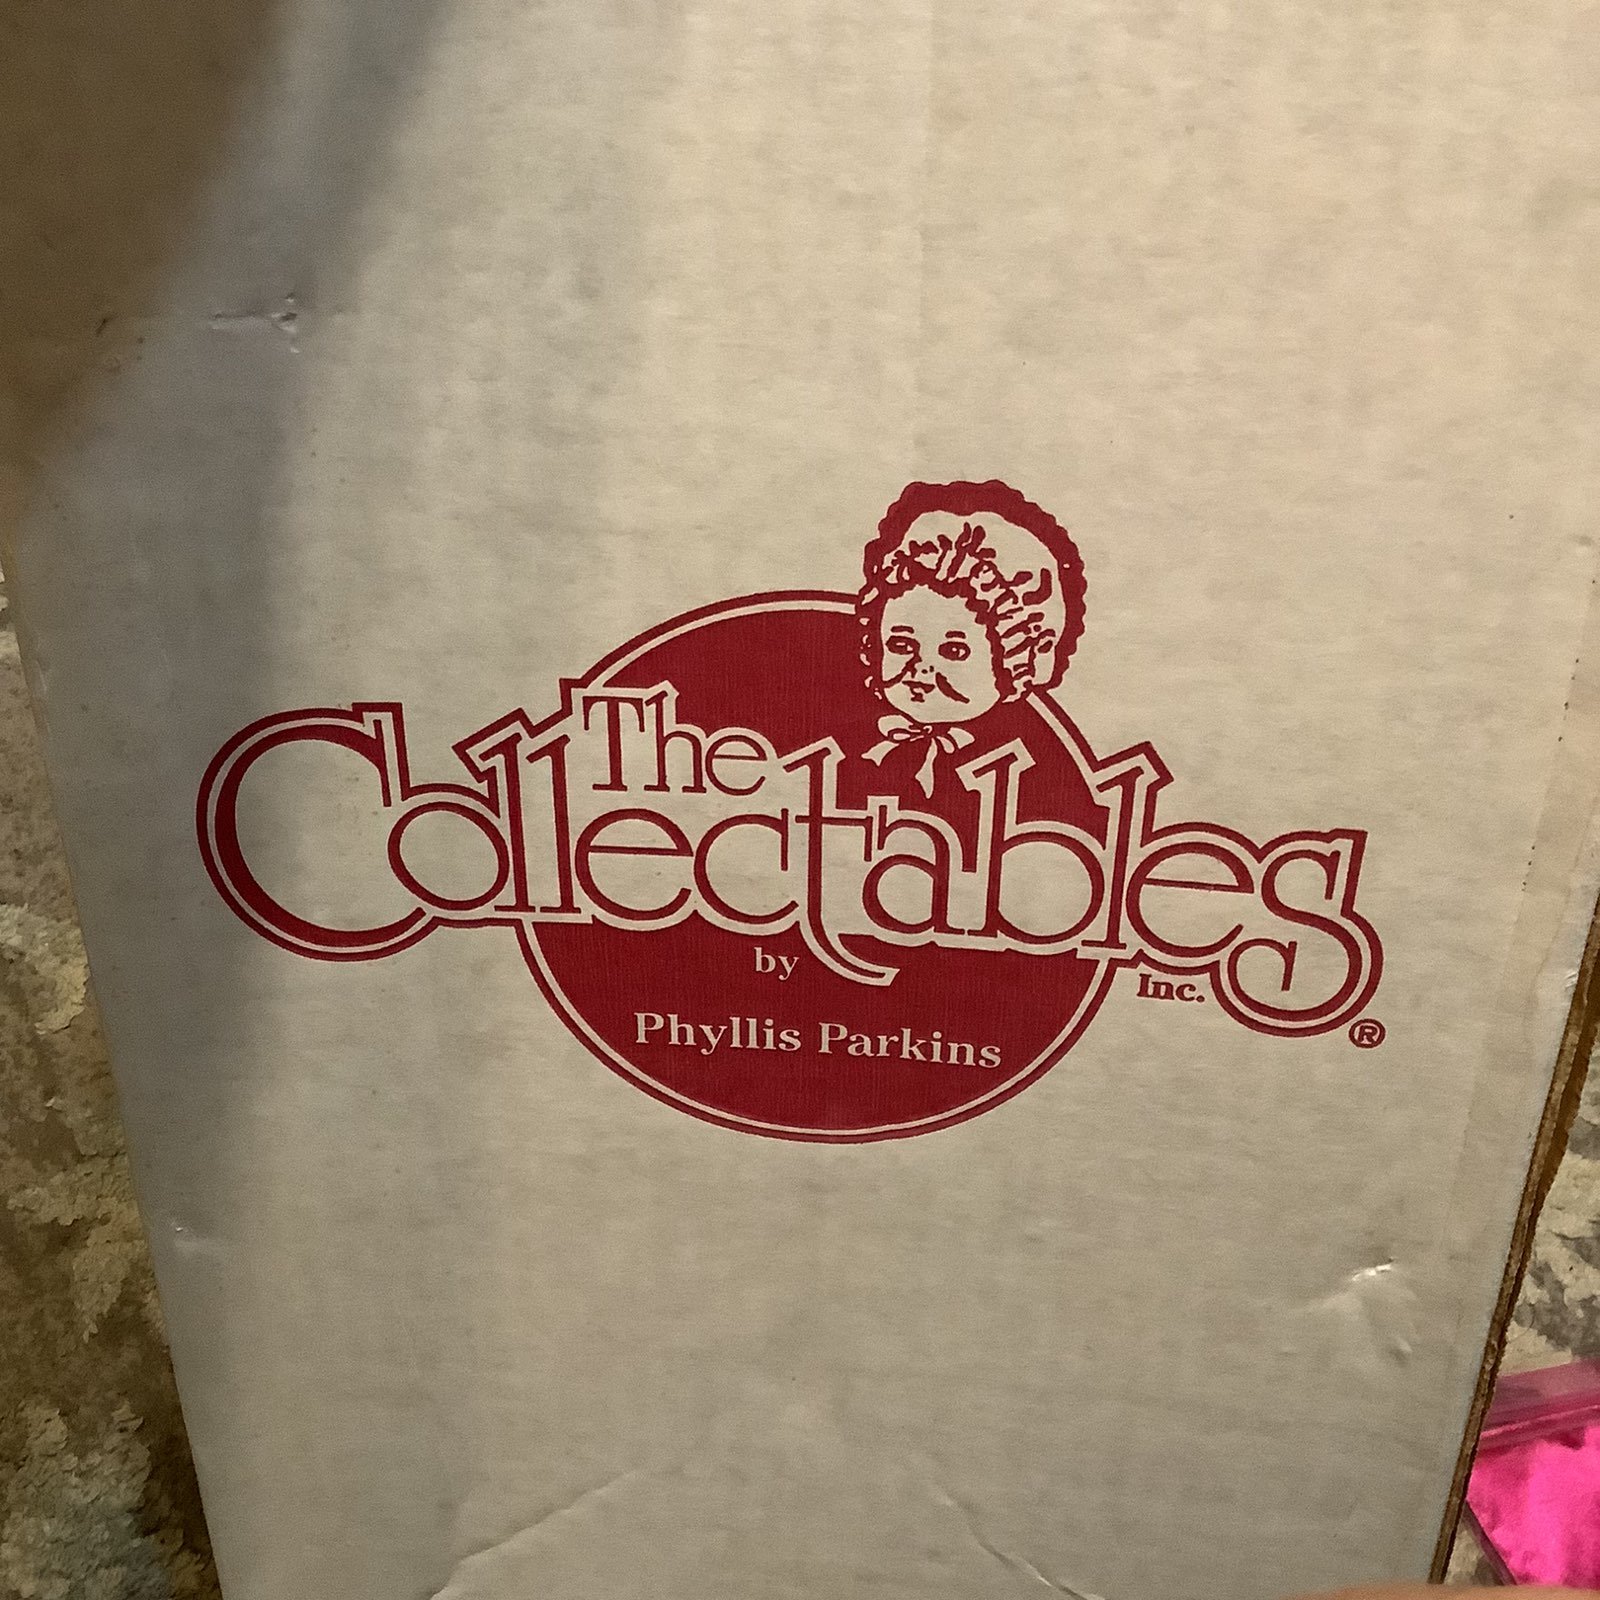 The
Collectables
Inc.
®
by
Phyllis Parkins